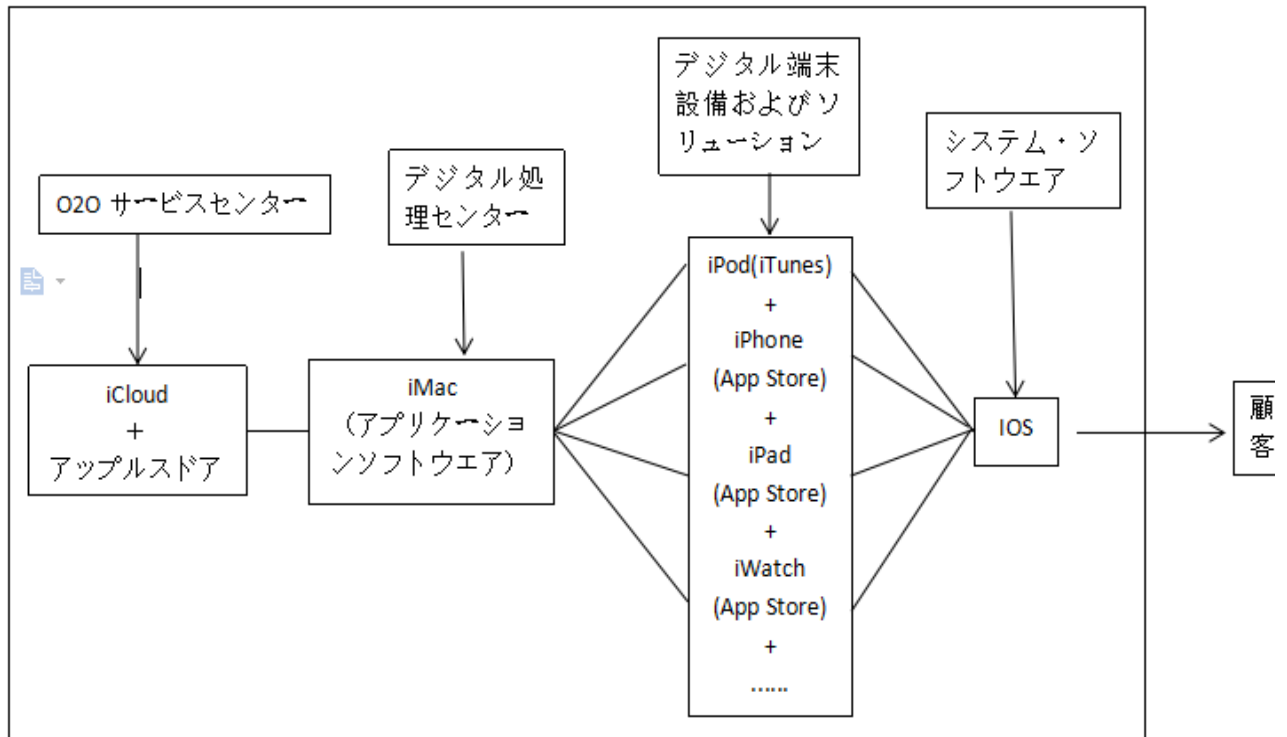 デジタル端末
設備およびソ
リューション
システム・ソ
フトウエア
デジタル処
理センター
O2O サービスセンター
iPod(iTunes)
+
iPhone
(App Store)
+
iPad
(App Store)
+
iWatch
(App Store)
+
......
iCloud
+
アップルスドア
iMac
(アプリケーショ
ンソフトウエア)
IOS
顧
客